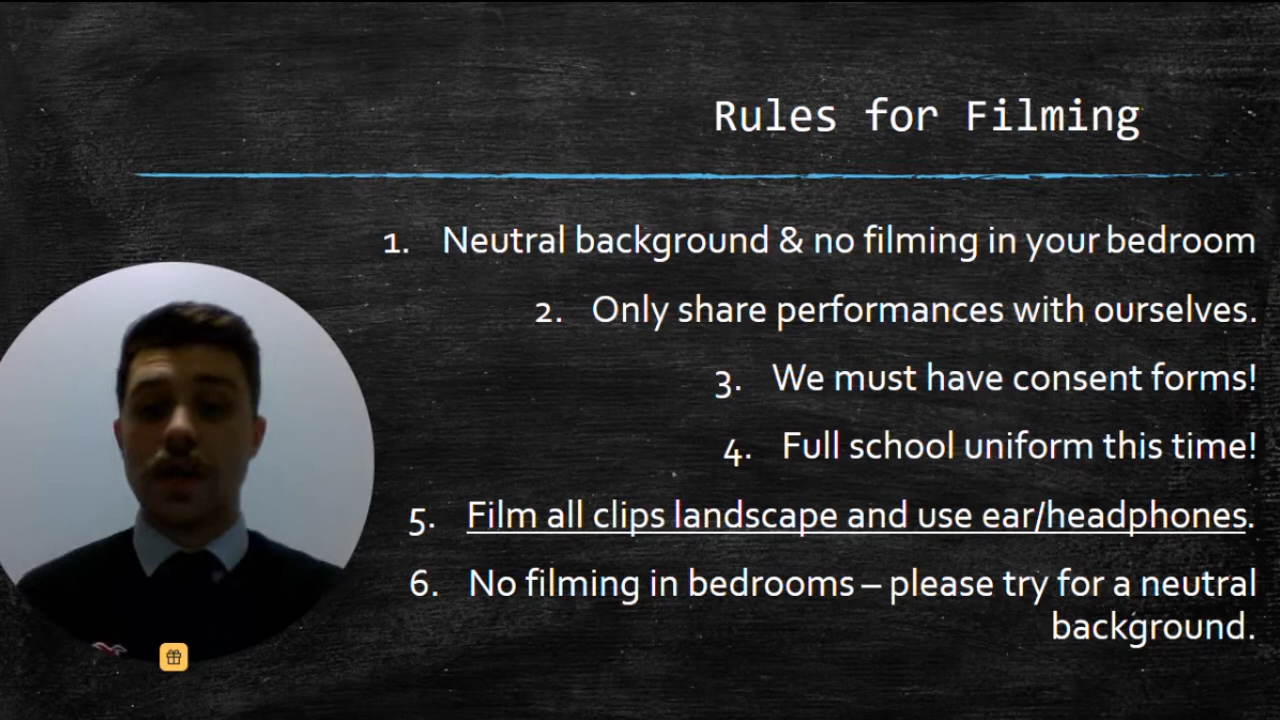 Rules for Filming
1. Neutral background & no filming in your bedroom
2. Only share performances with ourselves.
3. We must have consent forms!
4. Full school uniform this time!
5. Film all clips landscape and use ear/headphones.
6. No filming in bedrooms – please try for a neutral
background.